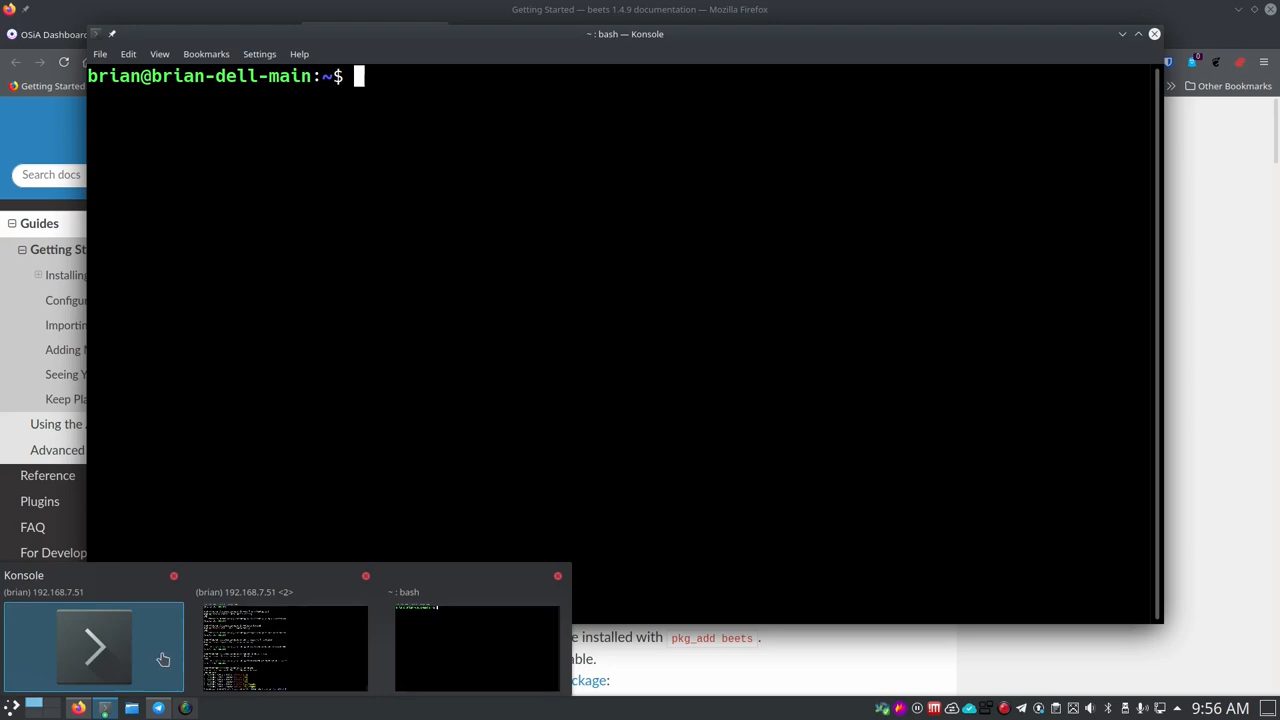 Getting Started — beets 1.4.9 documentation — Mozilla Firefox
OSiA Dashboar
~ : bash — Konsole
File Edit View Bookmarks Settings Help
Getting Started
Other Bookmarks
brian@brian-dell-main:~$
Search docs
Guides
Getting St
Installing
Configu
Importin
Adding M
Seeing Y
Keep Pla
Using the
Advanced
Reference
Plugins
FAQ
For Develop
Konsole
(brian) 192.168.7.51
(brian) 192.168.7.51 <2>
~ : bash
e installed with pkg_add beets .
able.
ckage:
9:56 AM